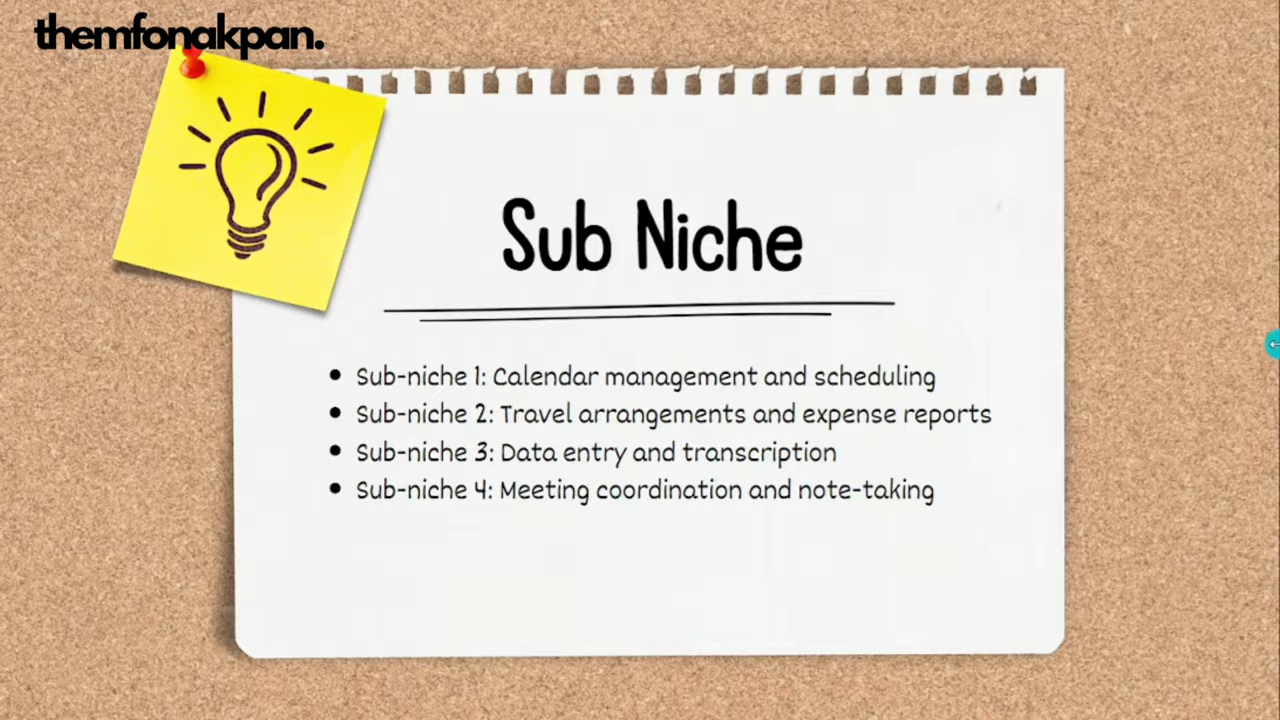 themfonakpan.
Sub Niche
Sub-niche 1: Calendar management and scheduling
Sub-niche 2: Travel arrangements and expense reports
Sub-niche 3: Data entry and transcription
Sub-niche 4: Meeting coordination and note-taking